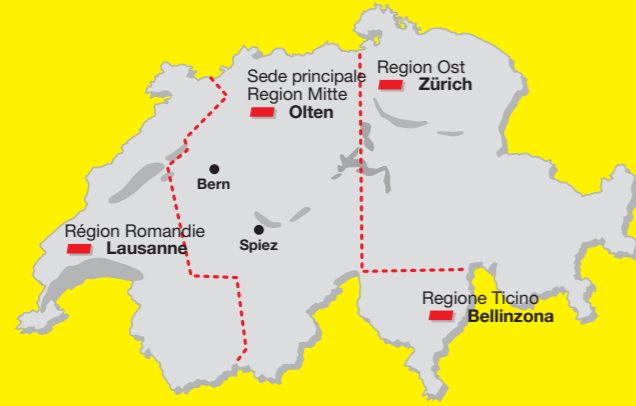 Sede principale
Region Mitte
Olten
Region Ost
Zürich
Bern
Spiez
Région Romandie
Lausanne
Regione Ticino
Bellinzona